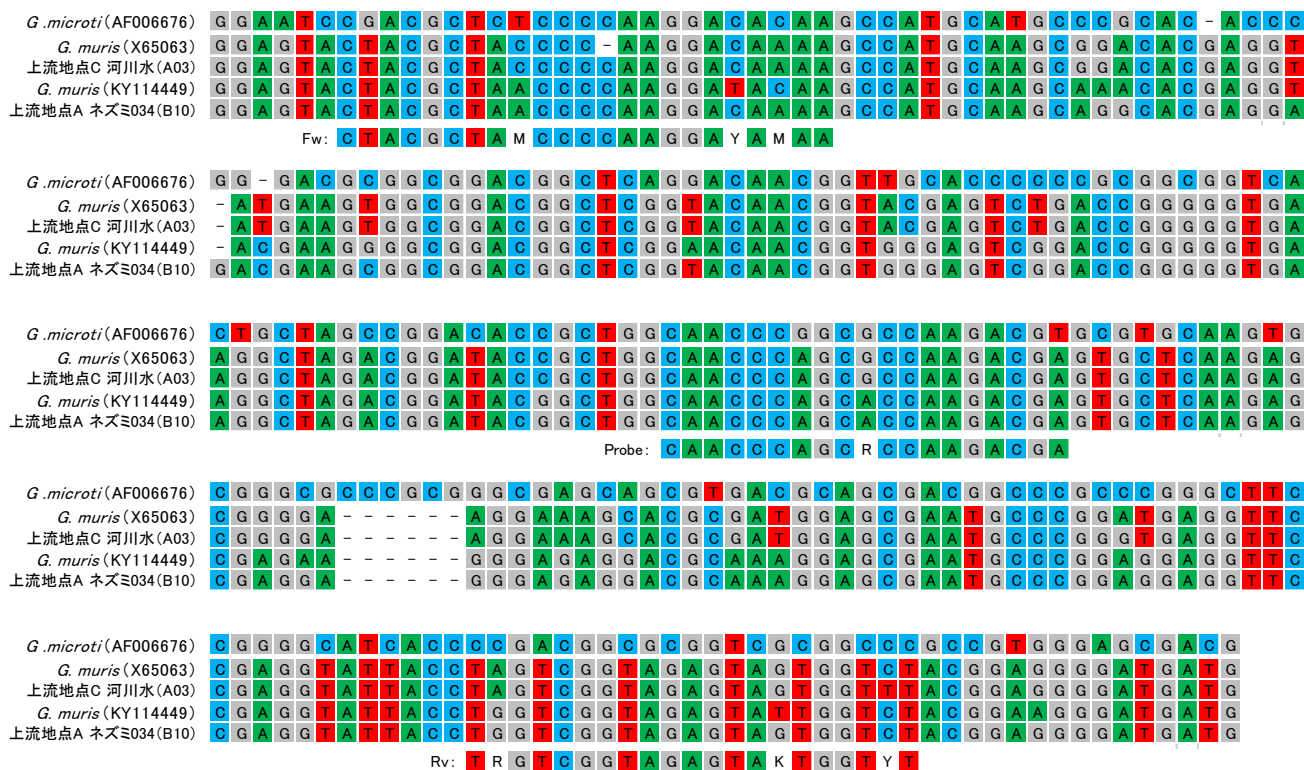 G .microti(AF006676) GGAATCCGACGCTCTCCCCAAGGACACAAGCCATGCATGCCCGCAC-ACCC
G. muris(X65063) GGAGTACTACGCTACCCC-AAGGACAAAAGCCATGCAAGCGGACACGAGGT
上流地点C 河川水(A03) GGAGTACTACGCTACCCCCAAGGACAAAAGCCATGCAAGCGGACACGAGGT
G. muris(KY114449) GGAGTACTACGCTAACCCCAAGGATACAAGCCATGCAAGCAAACACGAGGT
上流地点A ネズミ034(B10) GGAGTACTACGCTAACCCCAAGGACAAAAGCCATGCAAGCAGGCACGAGGA
Fw: CTACGCTAMCCCCAAGGAYAMAA
G .microti(AF006676) GG-GACGCGGCGGACGGCTCAGGACAACGGTTGCACCCCCCGCGGCGGTCA
G. muris(X65063) -ATGAAGTGGCGGACGGCTCGGTACAACGGTACGAGTCTGACCGGGGGTGA
上流地点C 河川水(A03) -ATGAAGTGGCGGACGGCTCGGTACAACGGTACGAGTCTGACCGGGGGTGA
G. muris(KY114449) -ACGAAGGGGCGGACGGCTCGGAACAACGGTGGGAGTCGGACCGGGGGTGA
上流地点A ネズミ034(B10) GACGAAGCGGCGGACGGCTCGGTACAACGGTGGGAGTCGGACCGGGGGTGA
G .microti(AF006676) CTGCTAGCCGGACACCGCTGGCAACCCGGCGCCAAGACGTGCGTGCAAGTG
G. muris(X65063) AGGCTAGACGGATACCGCTGGCAACCCAGCGCCAAGACGAGTGCTCAAGAG
上流地点C 河川水(A03) AGGCTAGACGGATACCGCTGGCAACCCAGCGCCAAGACGAGTGCTCAAGAG
G. muris(KY114449) AGGCTAGACGGATACGGCTGGCAACCCAGCACCAAGACGAGTGCTCAAGAG
上流地点A ネズミ034(B10) AGGCTAGACGGATACGGCTGGCAACCCAGCACCAAGACGAGTGCTCAAGAG
Probe: CAACCCAGCRCCAAGACGA
G .microti(AF006676) CGGGCGCCCGCGGGCGAGCAGCGTGACGCAGCGACGGCCCGCCCGGGCTTC
G. muris(X65063) CGGGGA------AGGAAAGCACGCGATGGAGCGAATGCCCGGATGAGGTTC
上流地点C 河川水(A03) CGGGGA------AGGAAAGCACGCGATGGAGCGAATGCCCGGGTGAGGTTC
G. muris(KY114449) CGAGAA------GGGAGAGGACGCAAAGGAGCGAATGCCCGGAGGAGGTTC
上流地点A ネズミ034(B10) CGAGGA------GGGAGAGGACGCAAAGGAGCGAATGCCCGGAGGAGGTTC
G .microti(AF006676) CGGGGCATCACCCCGACGGCGCGGTCGCGGCCCGCCGTGGGAGCGACG
G. muris(X65063) CGAGGTATTACCTAGTCGGTAGAGTAGTGGTCTACGGAGGGGATGATG
上流地点C 河川水(A03) CGAGGTATTACCTAGTCGGTAGAGTAGTGGTTTACGGAGGGGATGATG
G. muris(KY114449) CGAGGTATTACCTGGTCGGTAGAGTATTGGTCTACGGAAGGGATGATG
上流地点A ネズミ034(B10) CGAGGTATTACCTGGTCGGTAGAGTAGTGGTCTACGGAGGGGATGATG
Rv: TRGTCGGTAGAGTAKTGGTYT